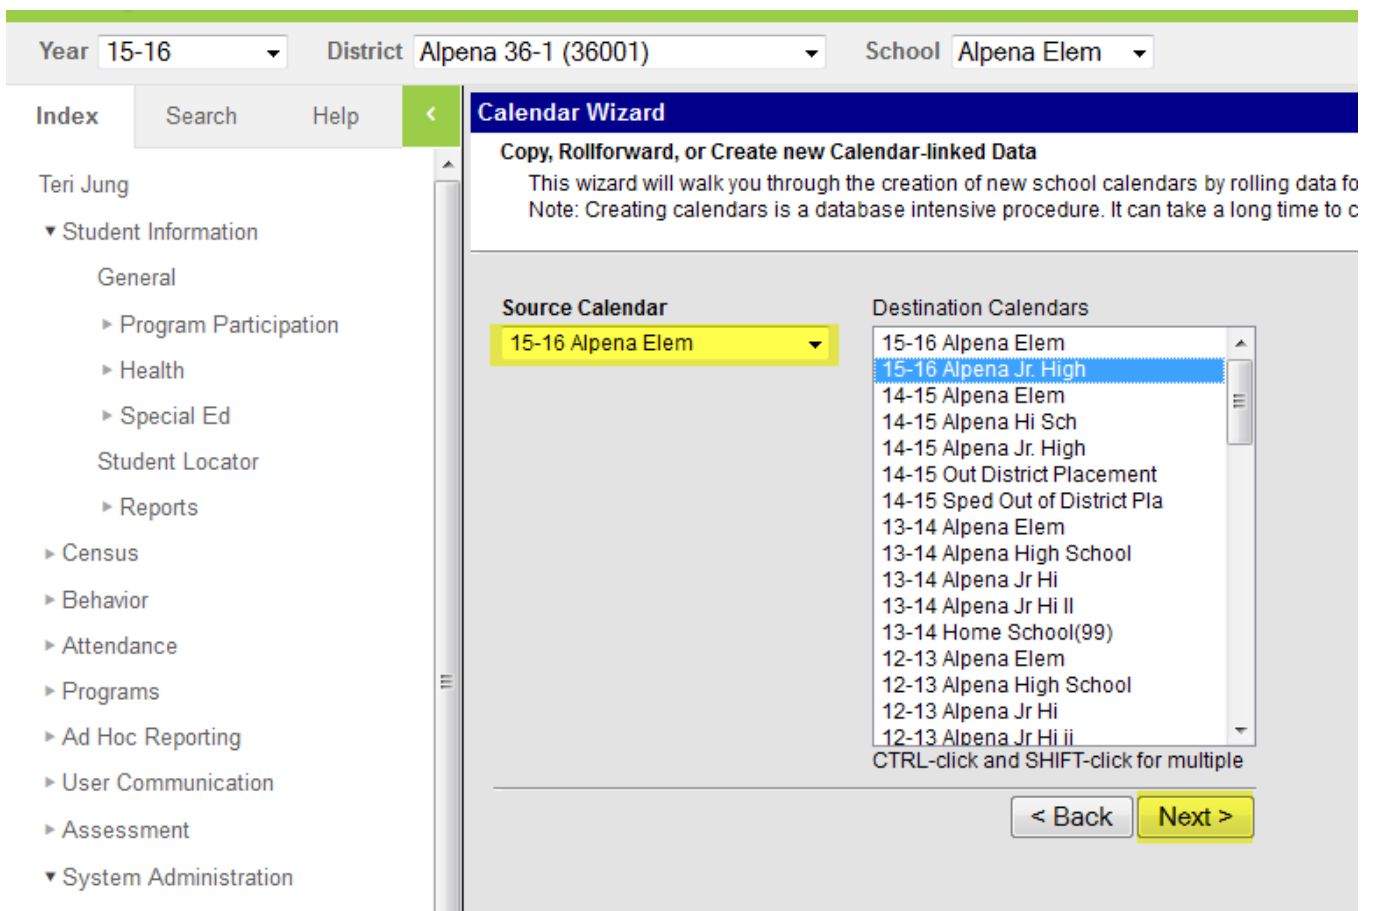 Year 15-16 District Alpena 36-1 (36001) School Alpena Elem
Index Search Help
Teri Jung
Student Information
General
Program Participation
Health
Special Ed
Student Locator
Reports
Census
Behavior
Attendance
Programs
Ad Hoc Reporting
User Communication
Assessment
System Administration
Calendar Wizard
Copy, Rollforward, or Create new Calendar-linked Data
This wizard will walk you through the creation of new school calendars by rolling data fo
Note: Creating calendars is a database intensive procedure. It can take a long time to c
Source Calendar
15-16 Alpena Elem
Destination Calendars
15-16 Alpena Elem
15-16 Alpena Jr. High
14-15 Alpena Elem
14-15 Alpena Hi Sch
14-15 Alpena Jr. High
14-15 Out District Placement
14-15 Sped Out of District Pla
13-14 Alpena Elem
13-14 Alpena High School
13-14 Alpena Jr Hi
13-14 Alpena Jr Hi II
13-14 Home School(99)
12-13 Alpena Elem
12-13 Alpena High School
12-13 Alpena Jr Hi
12-13 Alpena Jr Hi ii
CTRL-click and SHIFT-click for multiple
< Back Next >